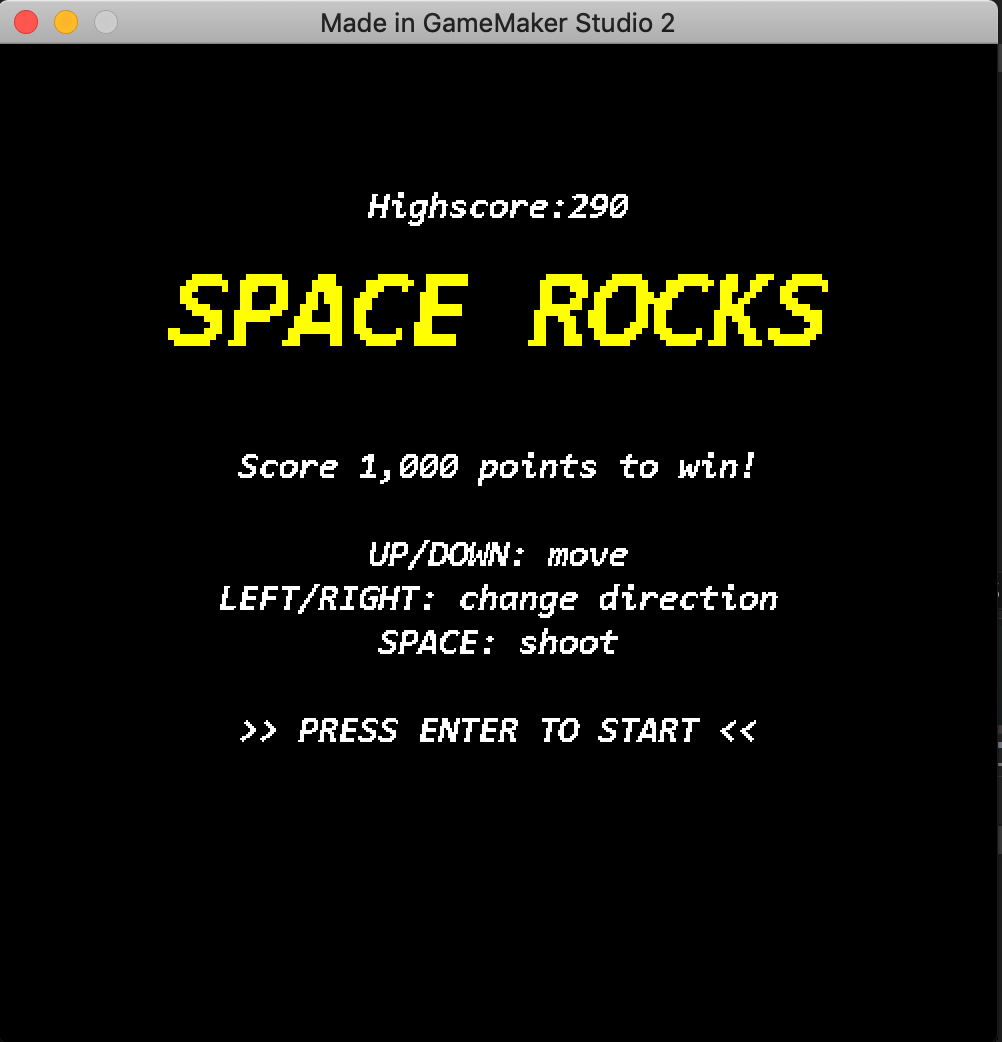 Made in GameMaker Studio 2
Highscore:290
SPACE ROCKS
Score 1,000 points to win!
UP/DOWN: move
LEFT/RIGHT: change direction
SPACE: shoot
>> PRESS ENTER TO START <<